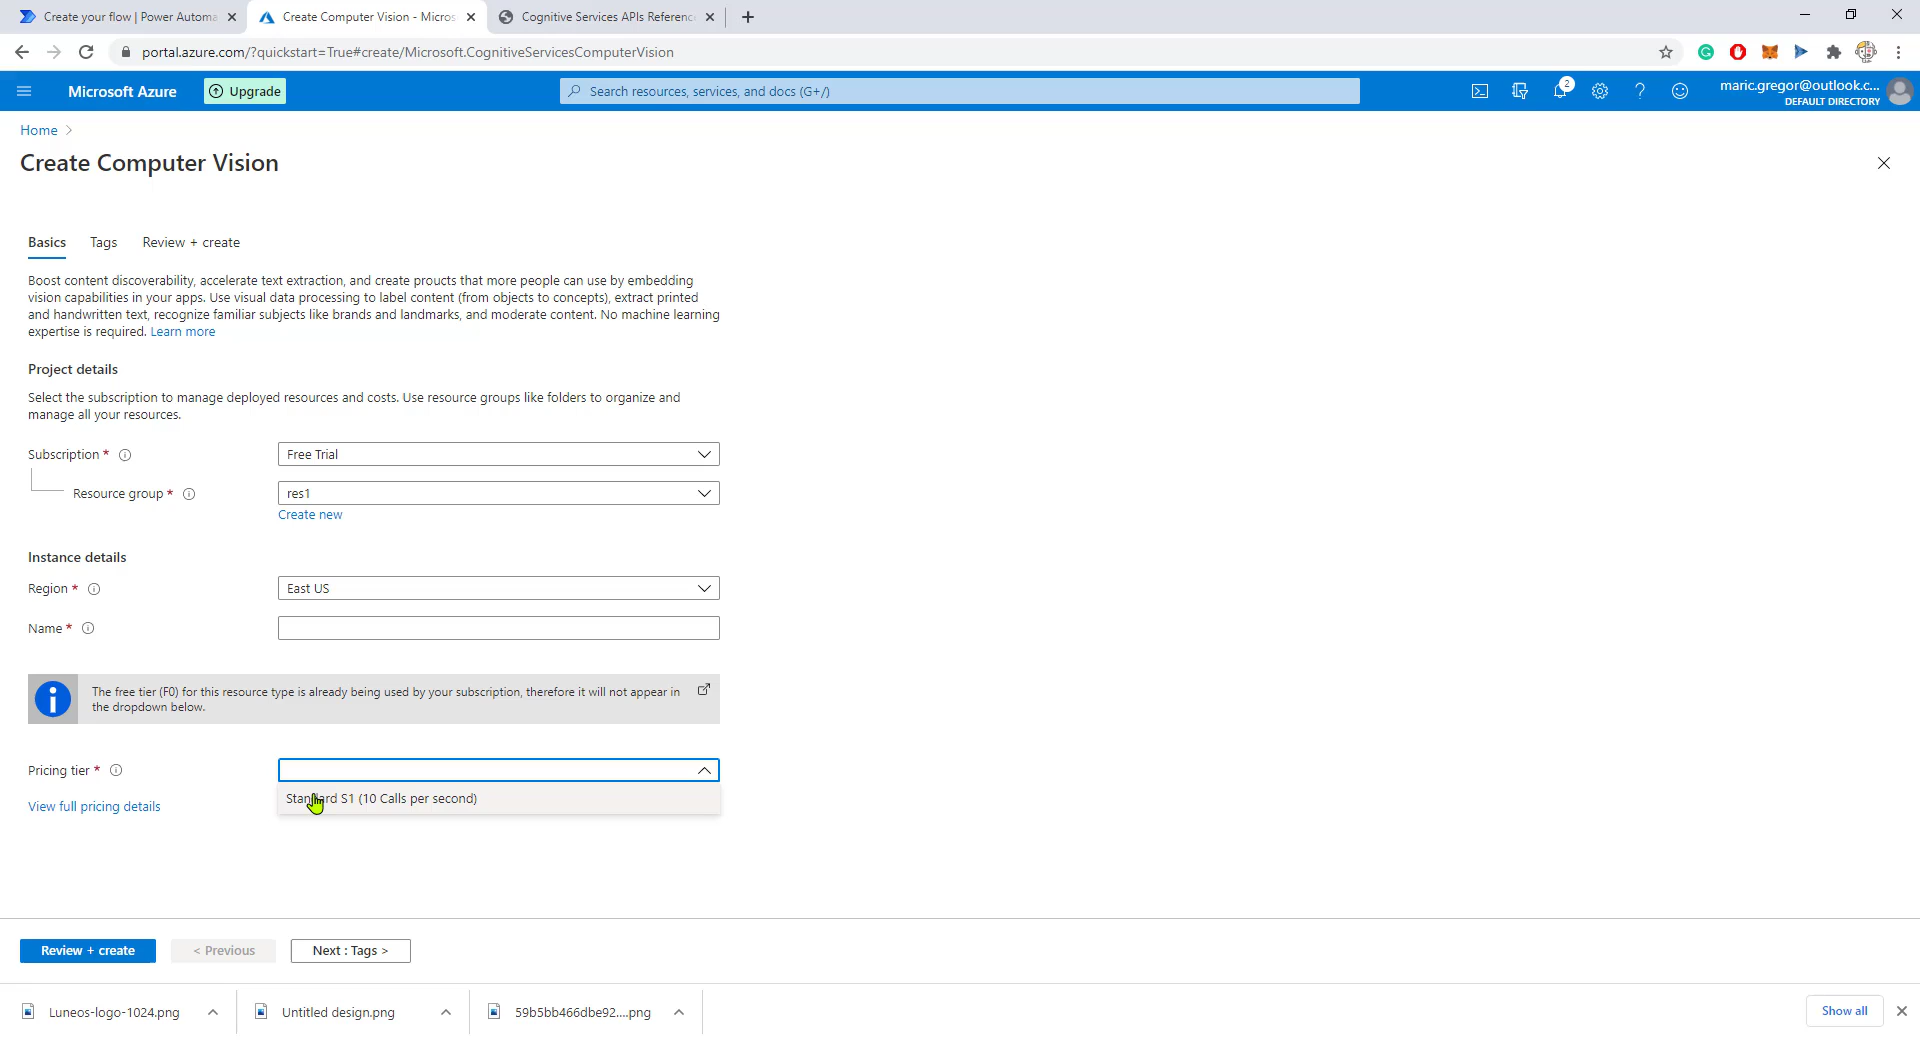 Create your flow | Power Automa
Create Computer Vision - Micros
Cognitive Services APIs Referenc
portal.azure.com/?quickstart=True#create/Microsoft.CognitiveServicesComputerVision
Microsoft Azure
Upgrade
Search resources, services, and docs (G+/)
2
maric.gregor@outlook.c...
DEFAULT DIRECTORY
Home
Create Computer Vision
Basics
Tags
Review + create
Boost content discoverability, accelerate text extraction, and create proucts that more people can use by embedding
vision capabilities in your apps. Use visual data processing to label content (from objects to concepts), extract printed
and handwritten text, recognize familiar subjects like brands and landmarks, and moderate content. No machine learning
expertise is required. Learn more
Project details
Select the subscription to manage deployed resources and costs. Use resource groups like folders to organize and
manage all your resources.
Subscription *
Free Trial
Resource group *
res1
Create new
Instance details
Region *
East US
Name *
The free tier (F0) for this resource type is already being used by your subscription, therefore it will not appear in
the dropdown below.
Pricing tier *
Standard S1 (10 Calls per second)
View full pricing details
Review + create
< Previous
Next : Tags >
Luneos-logo-1024.png
Untitled design.png
59b5bb466dbe92....png
Show all